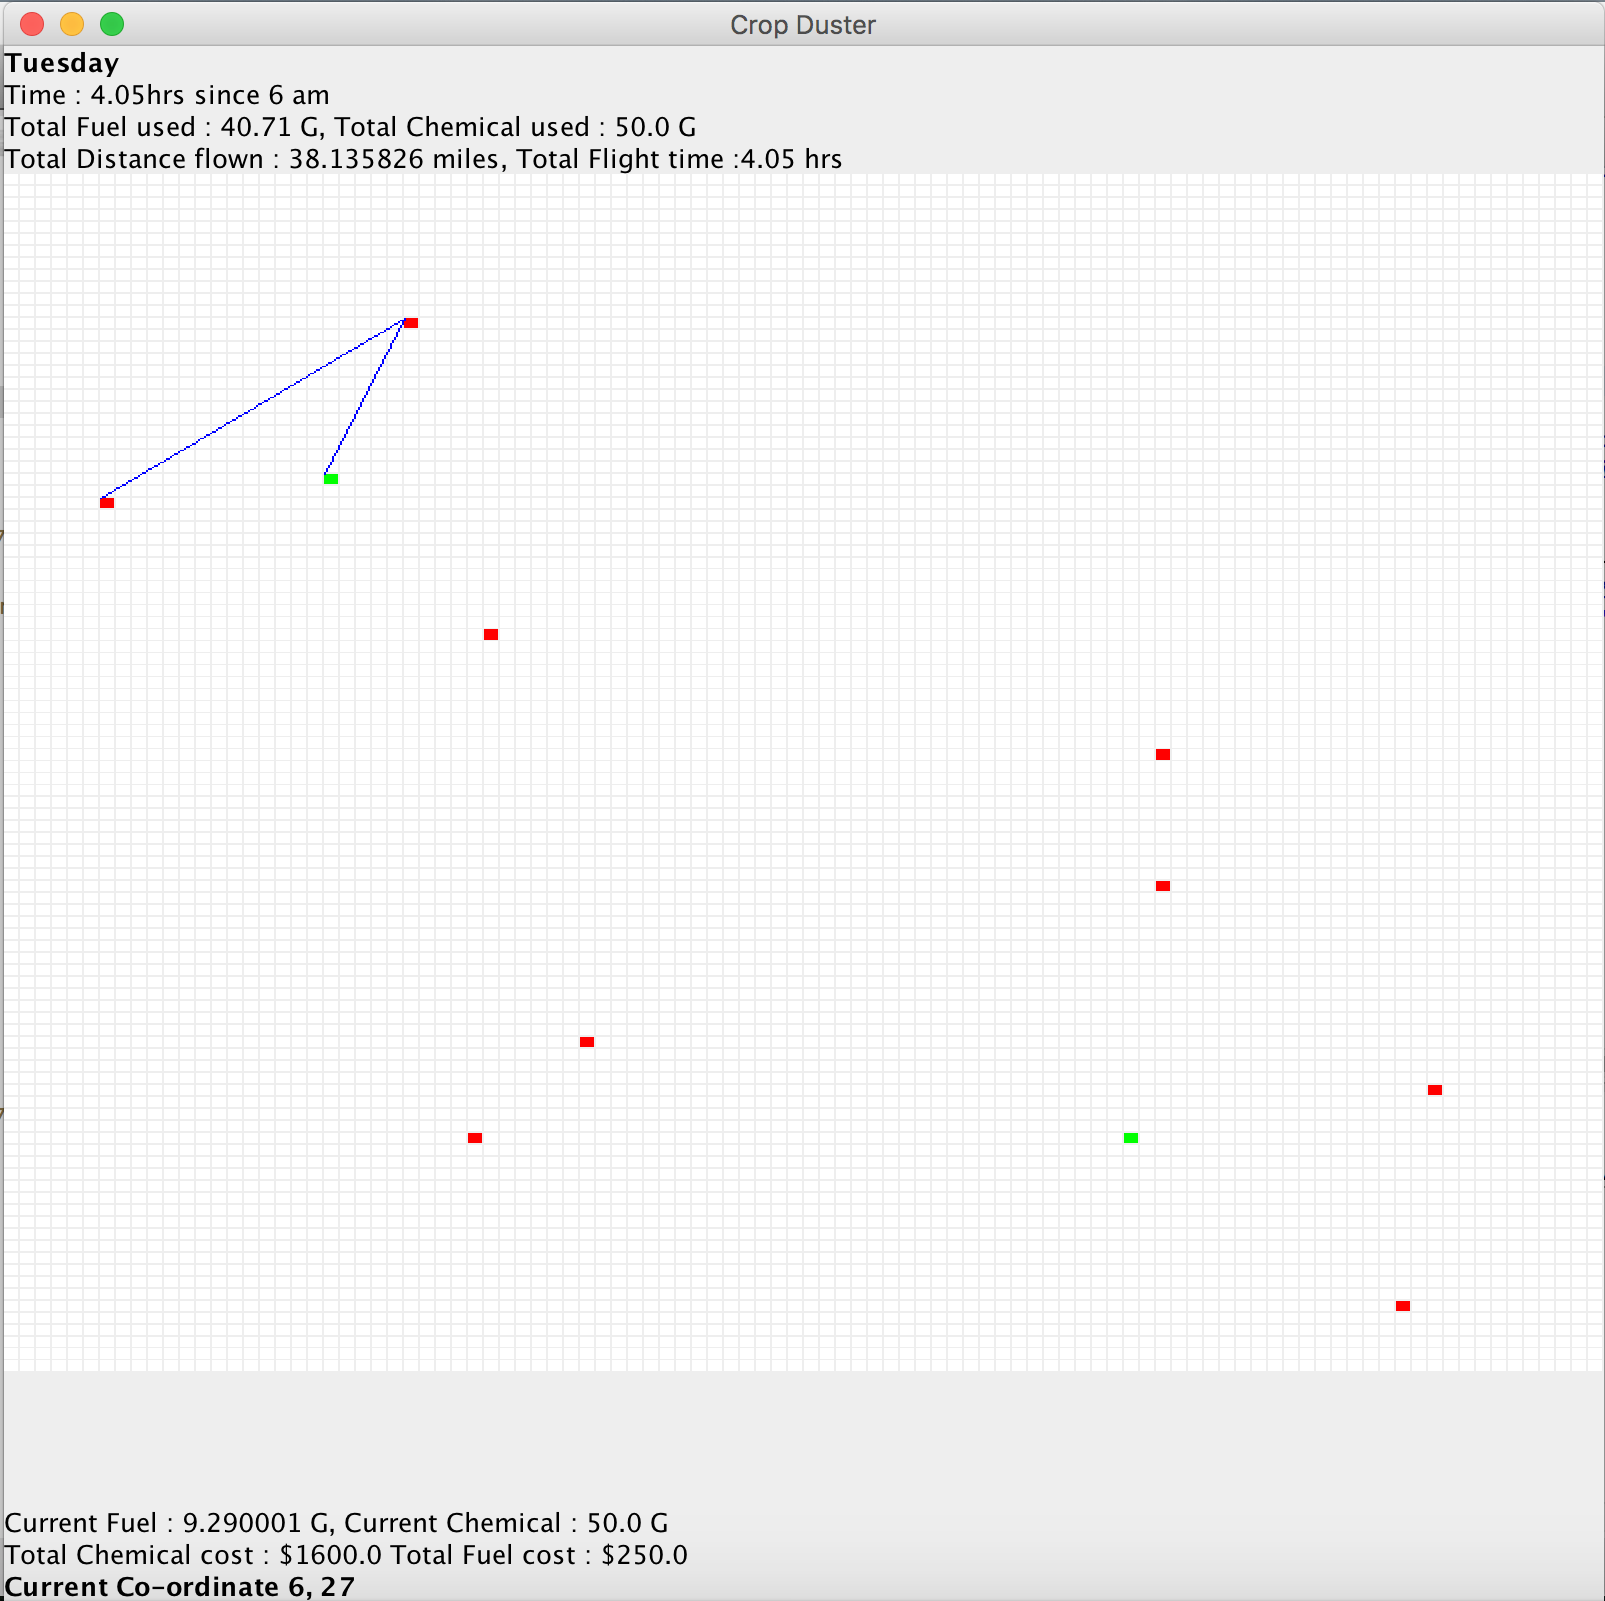 Crop Duster
Tuesday
Time : 4.05hrs since 6 am
Total Fuel used : 40.71 G, Total Chemical used : 50.0 G
Total Distance flown : 38.135826 miles, Total Flight time :4.05 hrs
Current Fuel : 9.290001 G, Current Chemical : 50.0 G
Total Chemical cost : $1600.0 Total Fuel cost : $250.0
Current Co-ordinate 6, 27